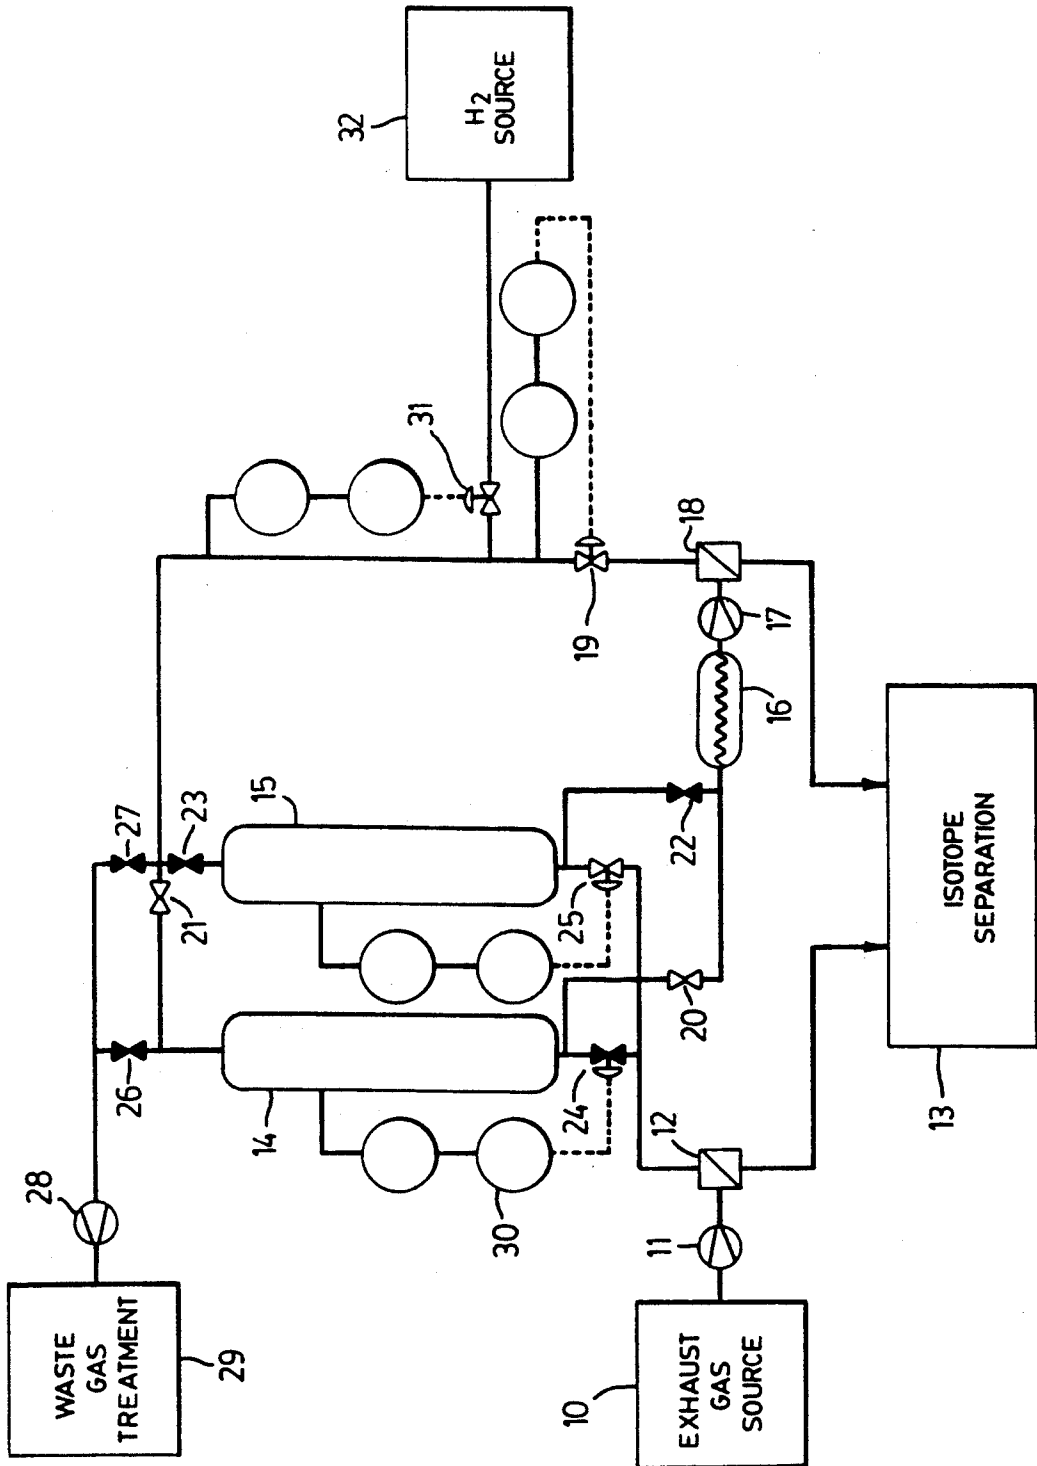 32
H2
SOURCE
31
18
19
17
16
27
23
15
21
22
25
20
26
14
24
12
13
ISOTOPE
SEPARATION
28
30
11
WASTE
GAS
TREATMENT
29
10
EXHAUST
GAS
SOURCE